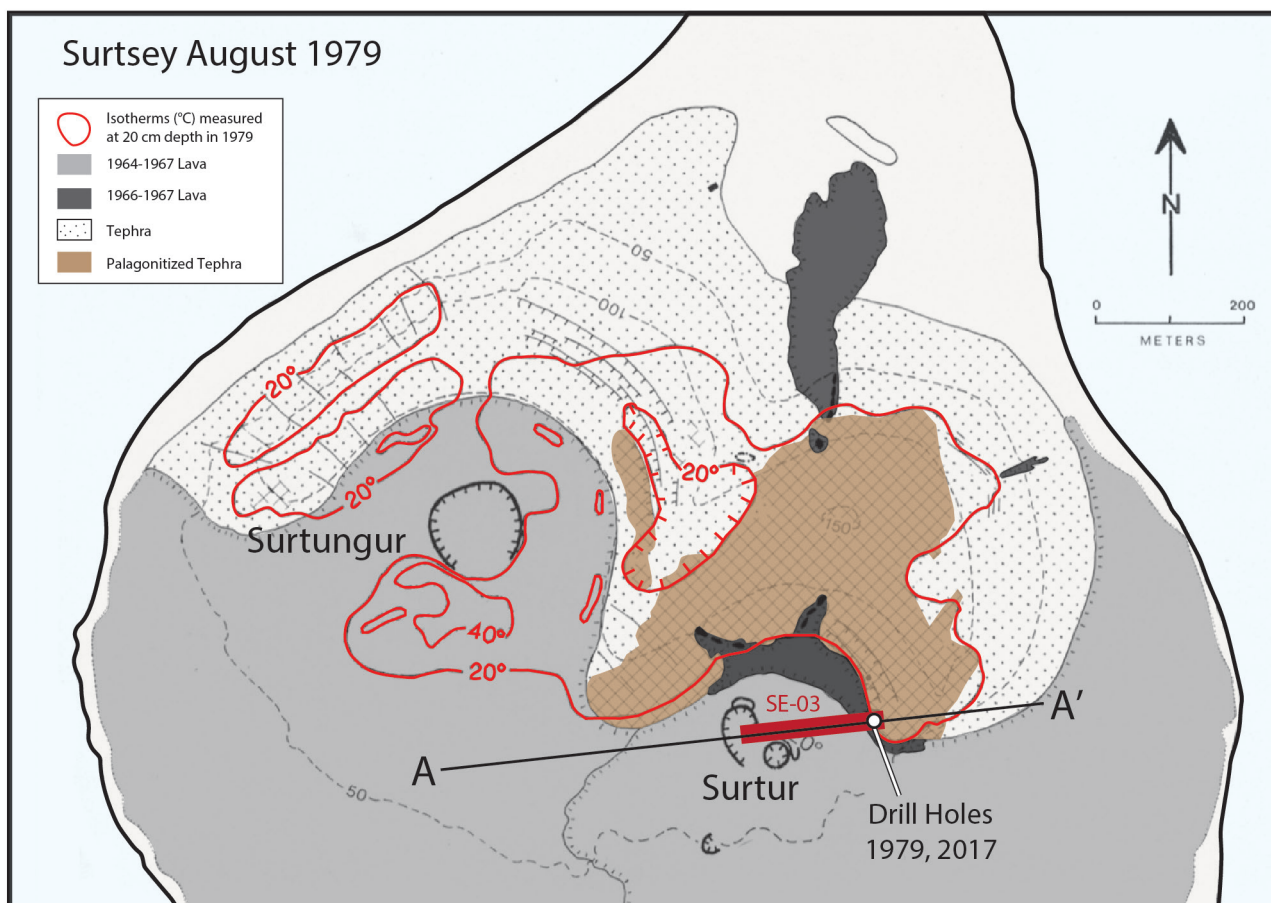 Surtsey August 1979
Isotherms (°C) measured
at 20 cm depth in 1979
1964-1967 Lava
1966-1967 Lava
Tephra
Palagonitized Tephra
N
0 200
METERS
50
100
20°
20°
20°
150
Surtungur
40°
20°
SE-03
A'
A
50
Surtur
Drill Holes
1979, 2017